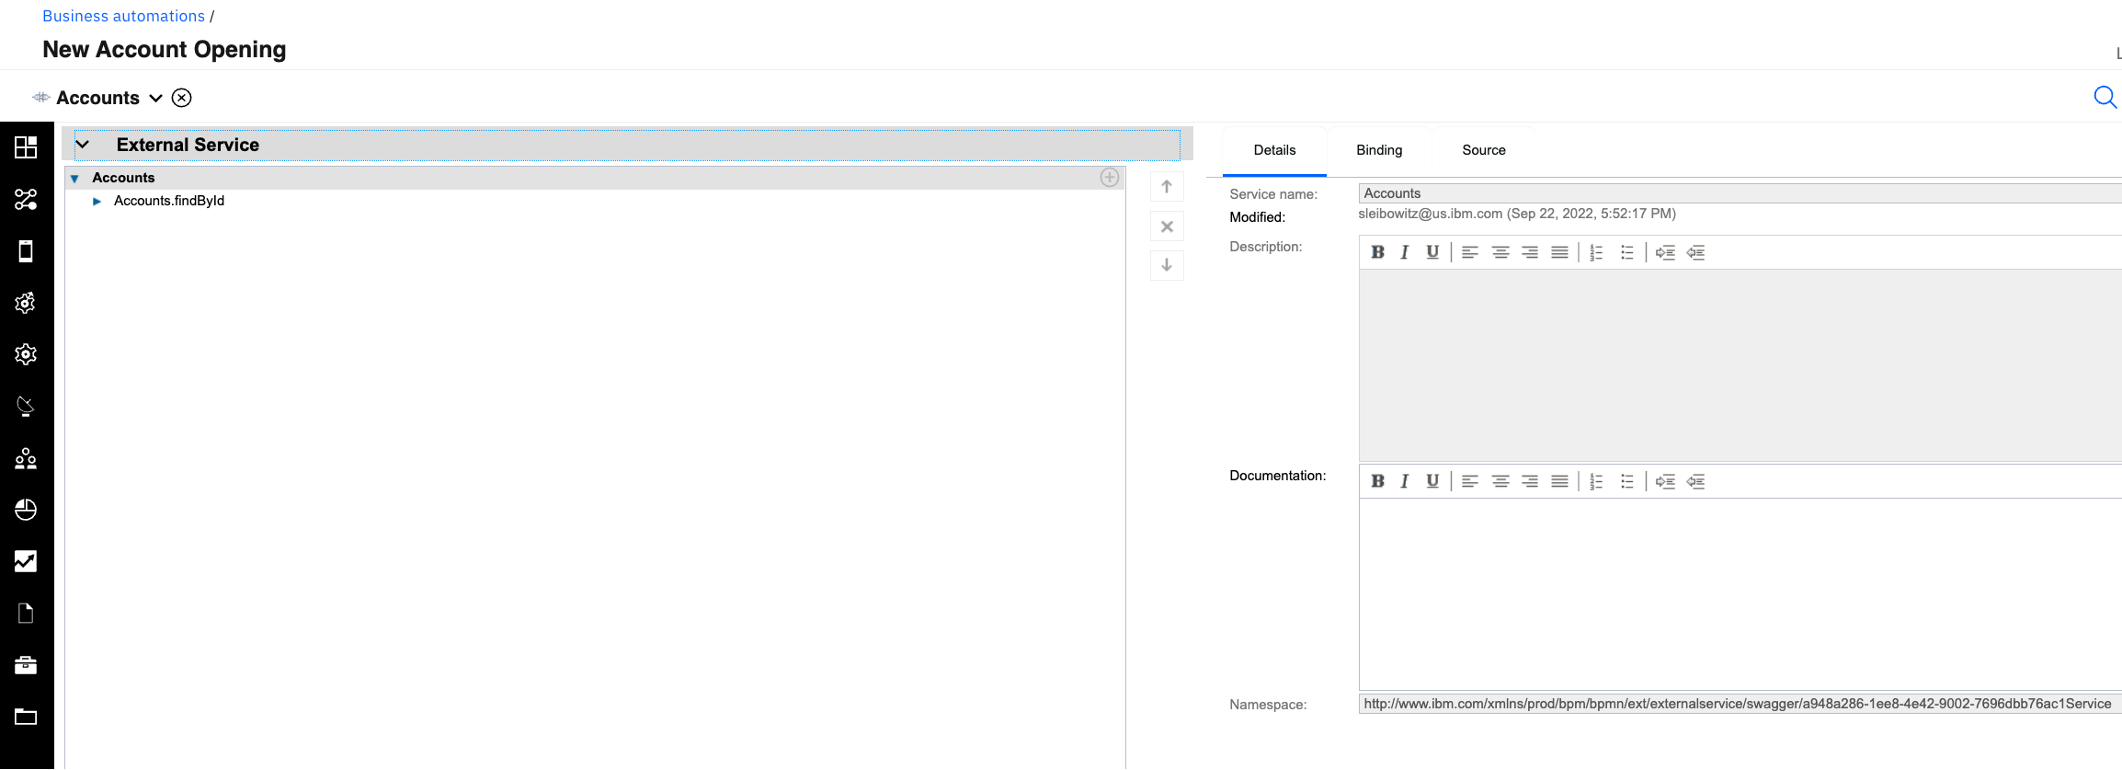 Business automations /
New Account Opening
L
Accounts
External Service
Accounts
Accounts.findById
Details Binding Source
Service name: Accounts
Modified: sleibowitz@us.ibm.com (Sep 22, 2022, 5:52:17 PM)
Description:
B I U
Documentation:
B I U
Namespace: http://www.ibm.com/xmlns/prod/bpm/bpmn/ext/externalservice/swagger/a948a286-1ee8-4e42-9002-7696dbb76ac1Service